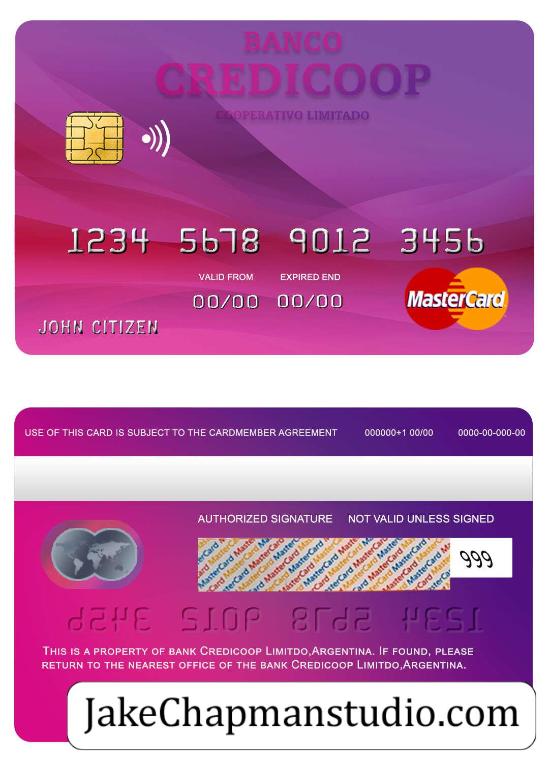 BANCO
CREDICOOP
COOPERATIVO LIMITADO
1234 5678 9012 3456
VALID FROM EXPIRED END
00/00 00/00
MasterCard
JOHN CITIZEN
USE OF THIS CARD IS SUBJECT TO THE CARDMEMBER AGREEMENT 000000+1 00/00 0000-00-000-00
AUTHORIZED SIGNATURE NOT VALID UNLESS SIGNED
MasterCard MasterCard MasterCard
999
THIS IS A PROPERTY OF BANK CREDICOOP LIMITDO,ARGENTINA. IF FOUND, PLEASE
RETURN TO THE NEAREST OFFICE OF THE BANK CREDICOOP LIMITDO,ARGENTINA.
JakeChapmanstudio.com